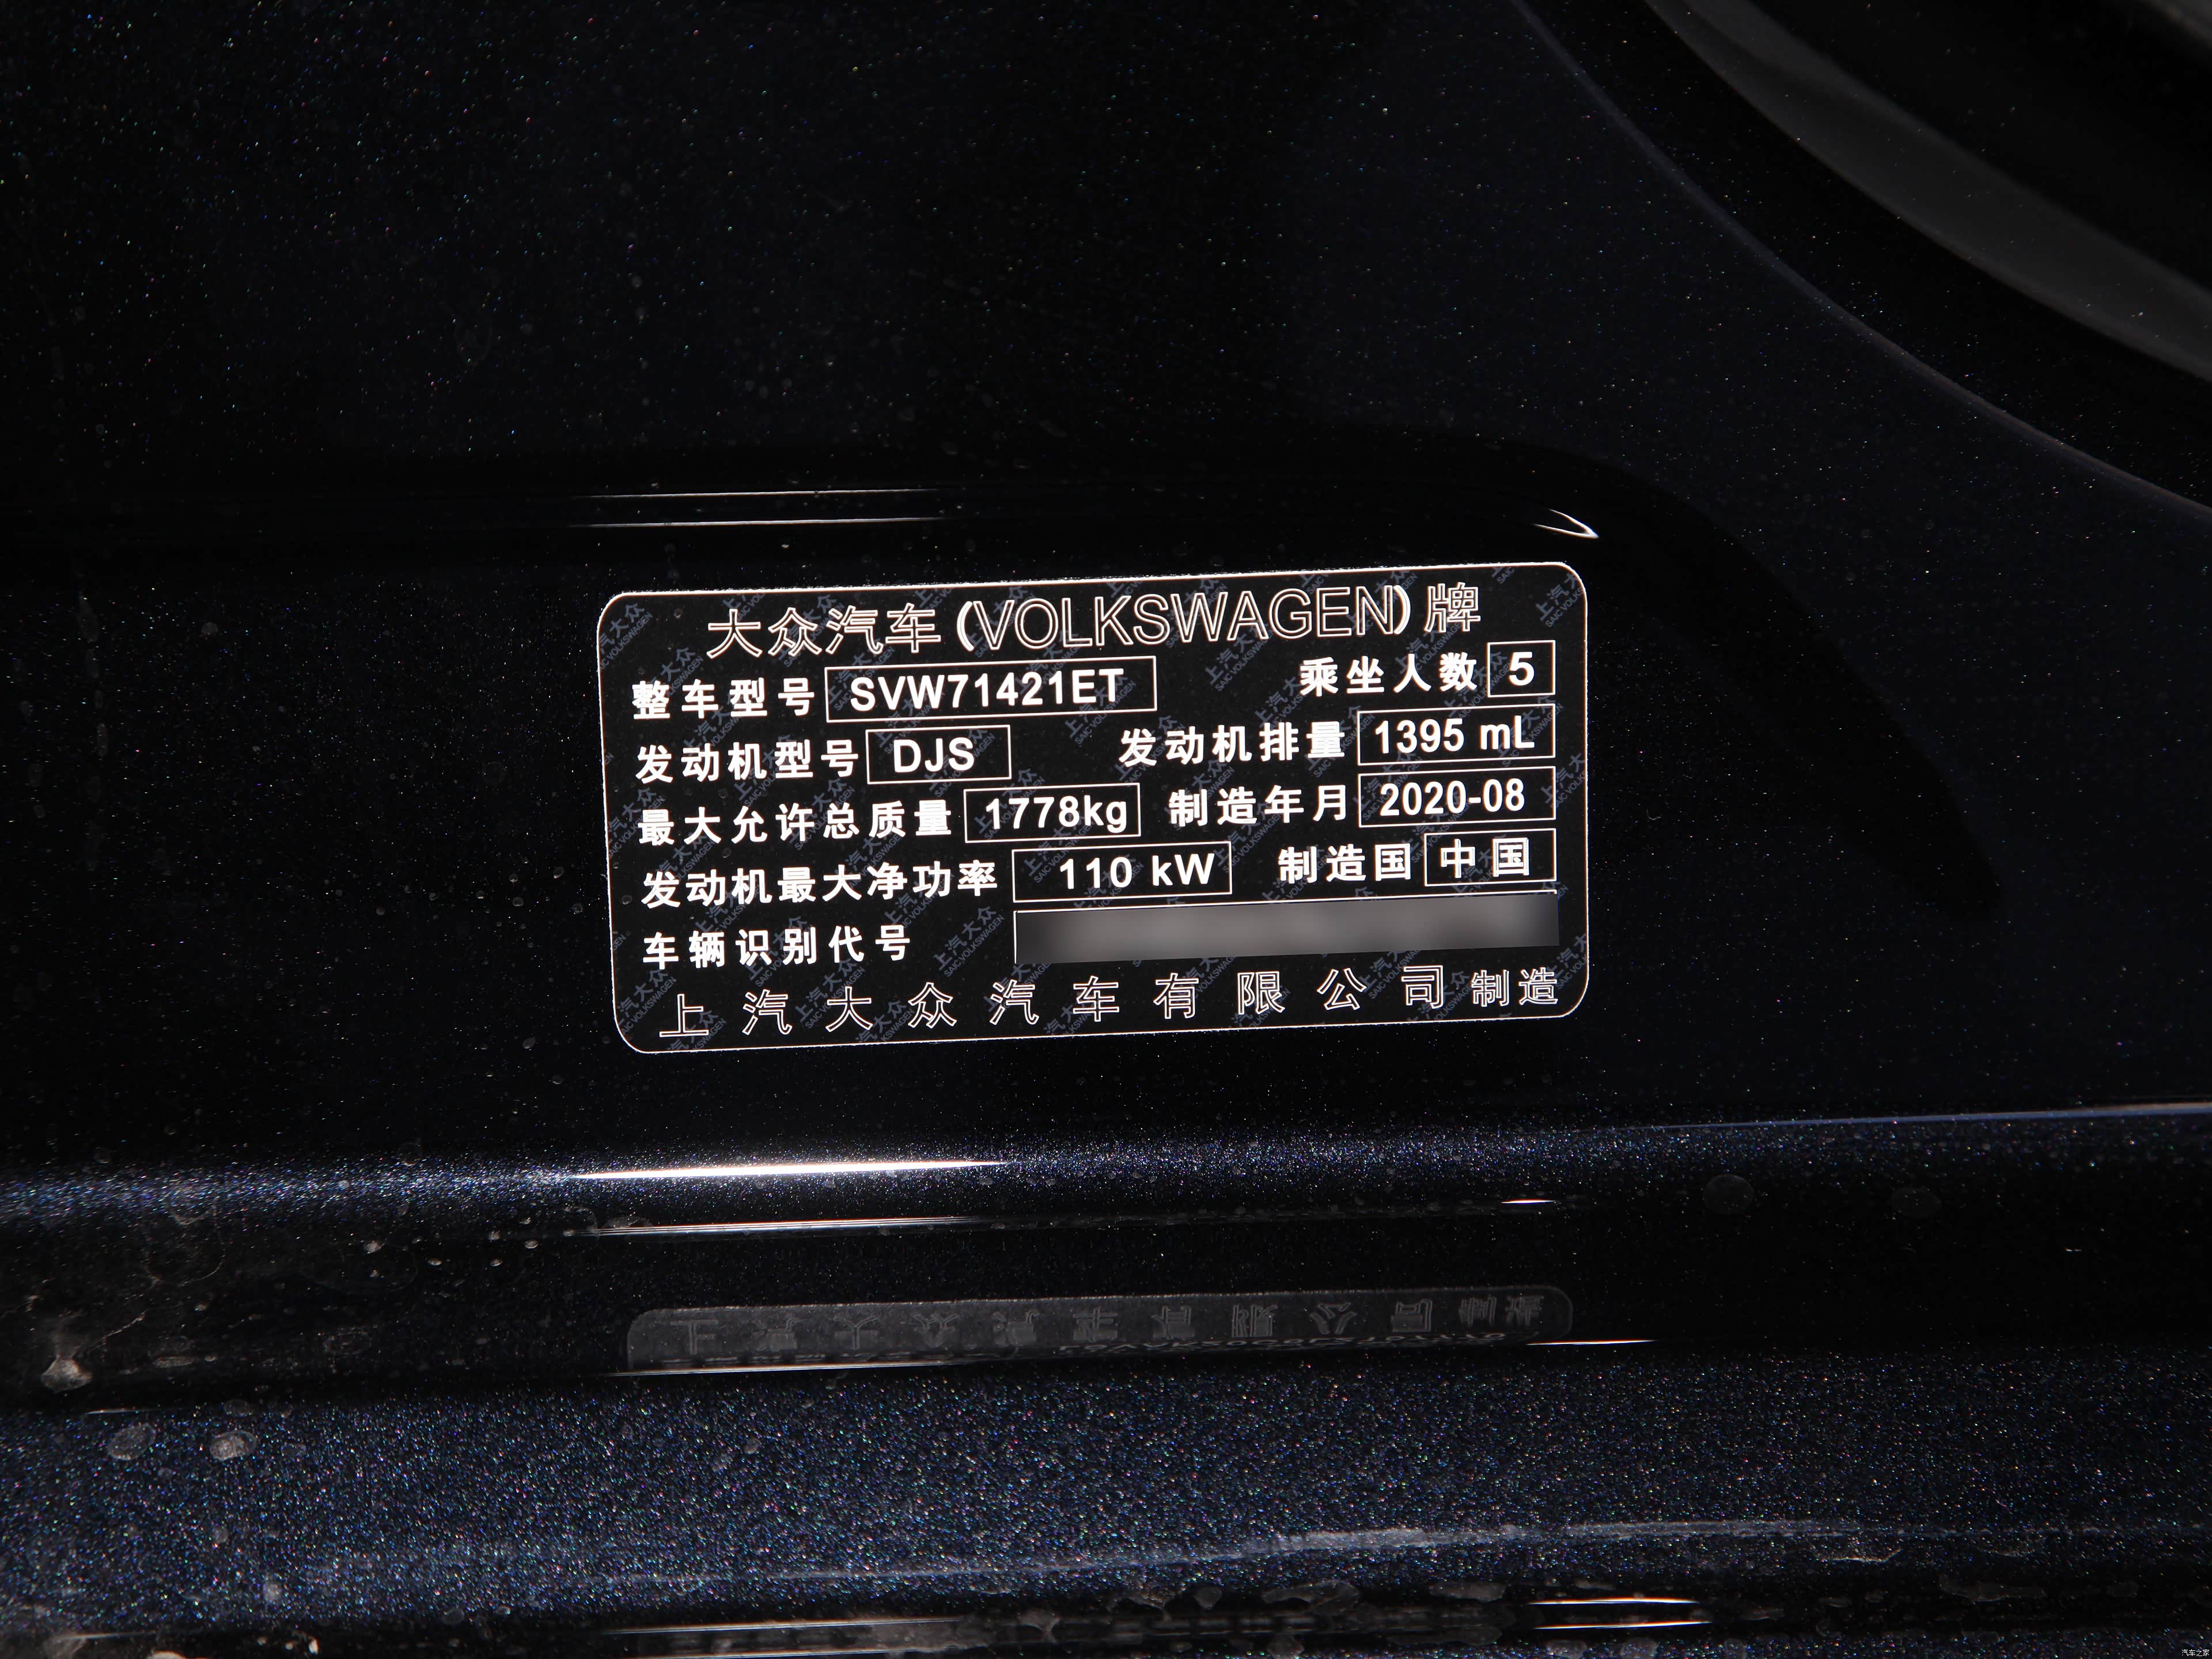 大众汽车(VOLKSWAGEN)牌
整车型号 SVW71421ET 乘坐人数 5
发动机型号 DJS 发动机排量 1395 mL
最大允许总质量 1778kg 制造年月 2020-08
发动机最大净功率 110 kW 制造国 中国
车辆识别代号
上汽大众汽车有限公司制造
汽车之家